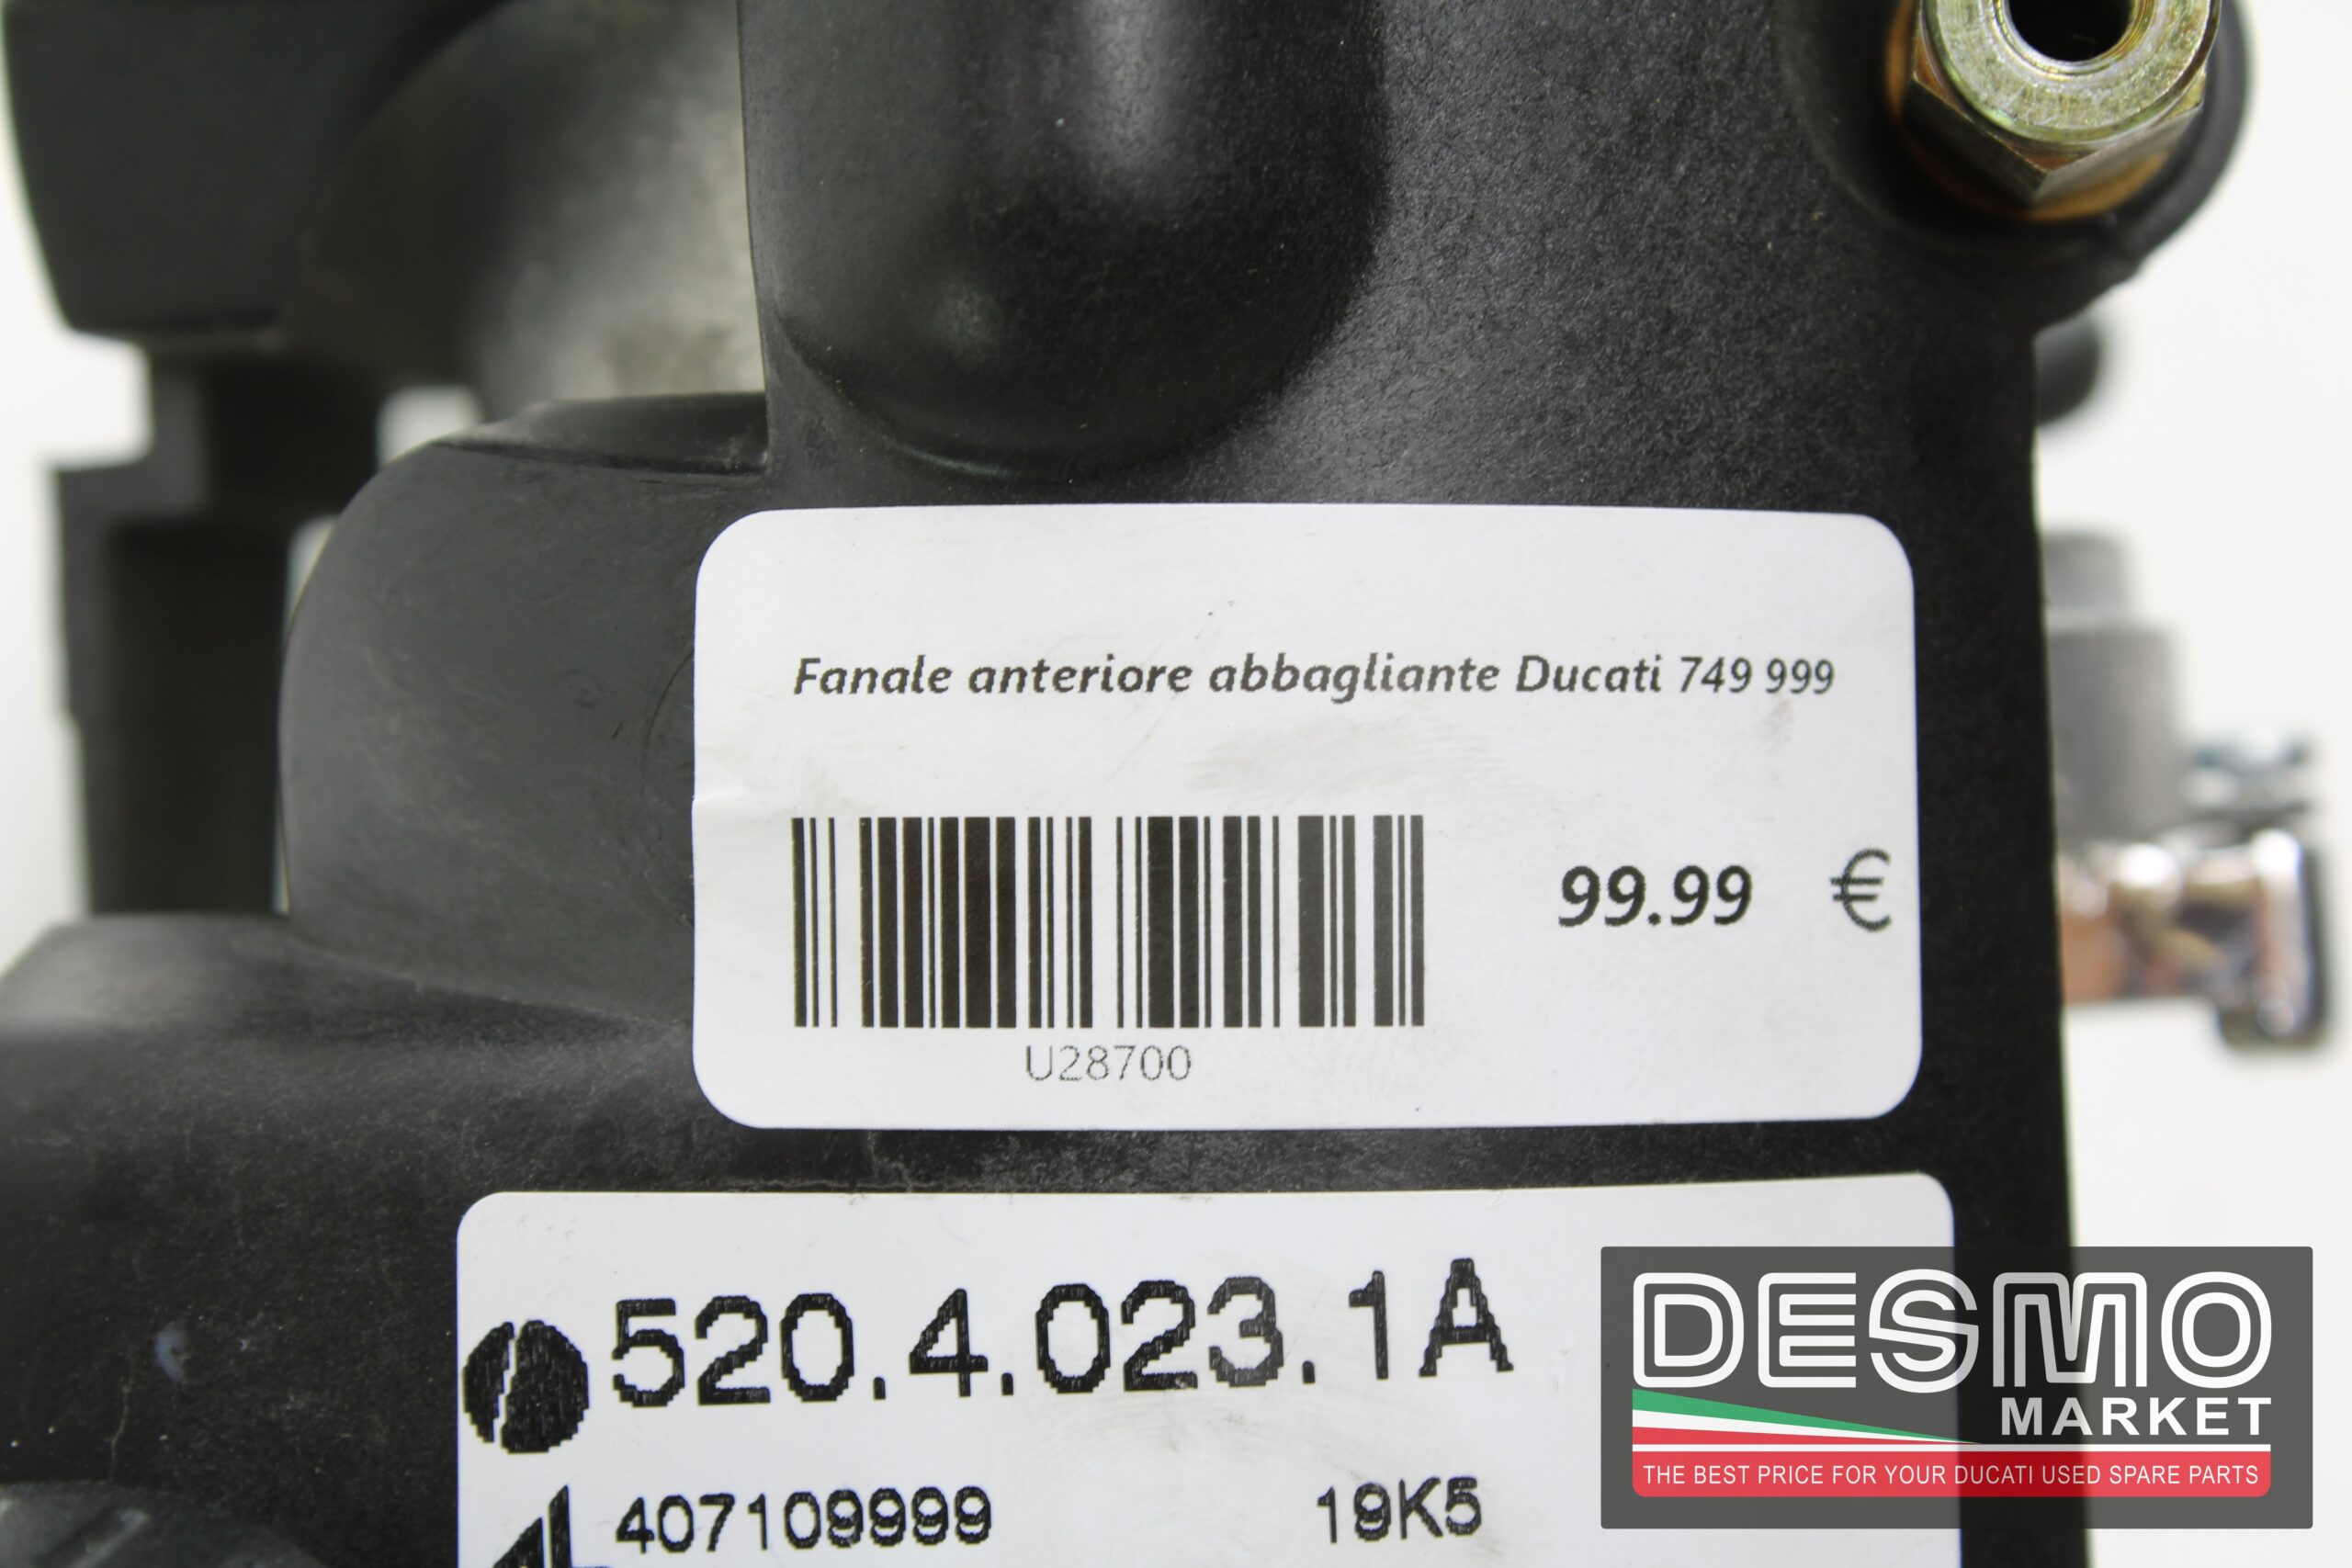 Fanale anteriore abbagliante Ducati 749 999
99.99 €
U28700
520.4.023.1A
407109999 19K5
DESMO
MARKET
THE BEST PRICE FOR YOUR DUCATI USED SPARE PARTS